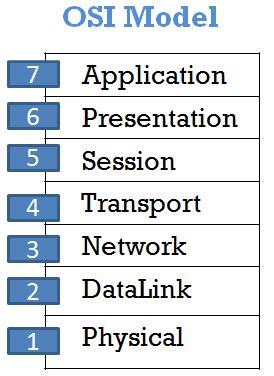 OSI Model
7 Application
6 Presentation
5 Session
4 Transport
3 Network
2 DataLink
1 Physical